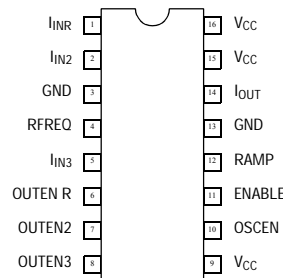 IINR 1 16 VCC
IIN2 2 15 VCC
GND 3 14 IOUT
RFREQ 4 13 GND
IIN3 5 12 RAMP
OUTEN R 6 11 ENABLE
OUTEN2 7 10 OSCEN
OUTEN3 8 9 VCC